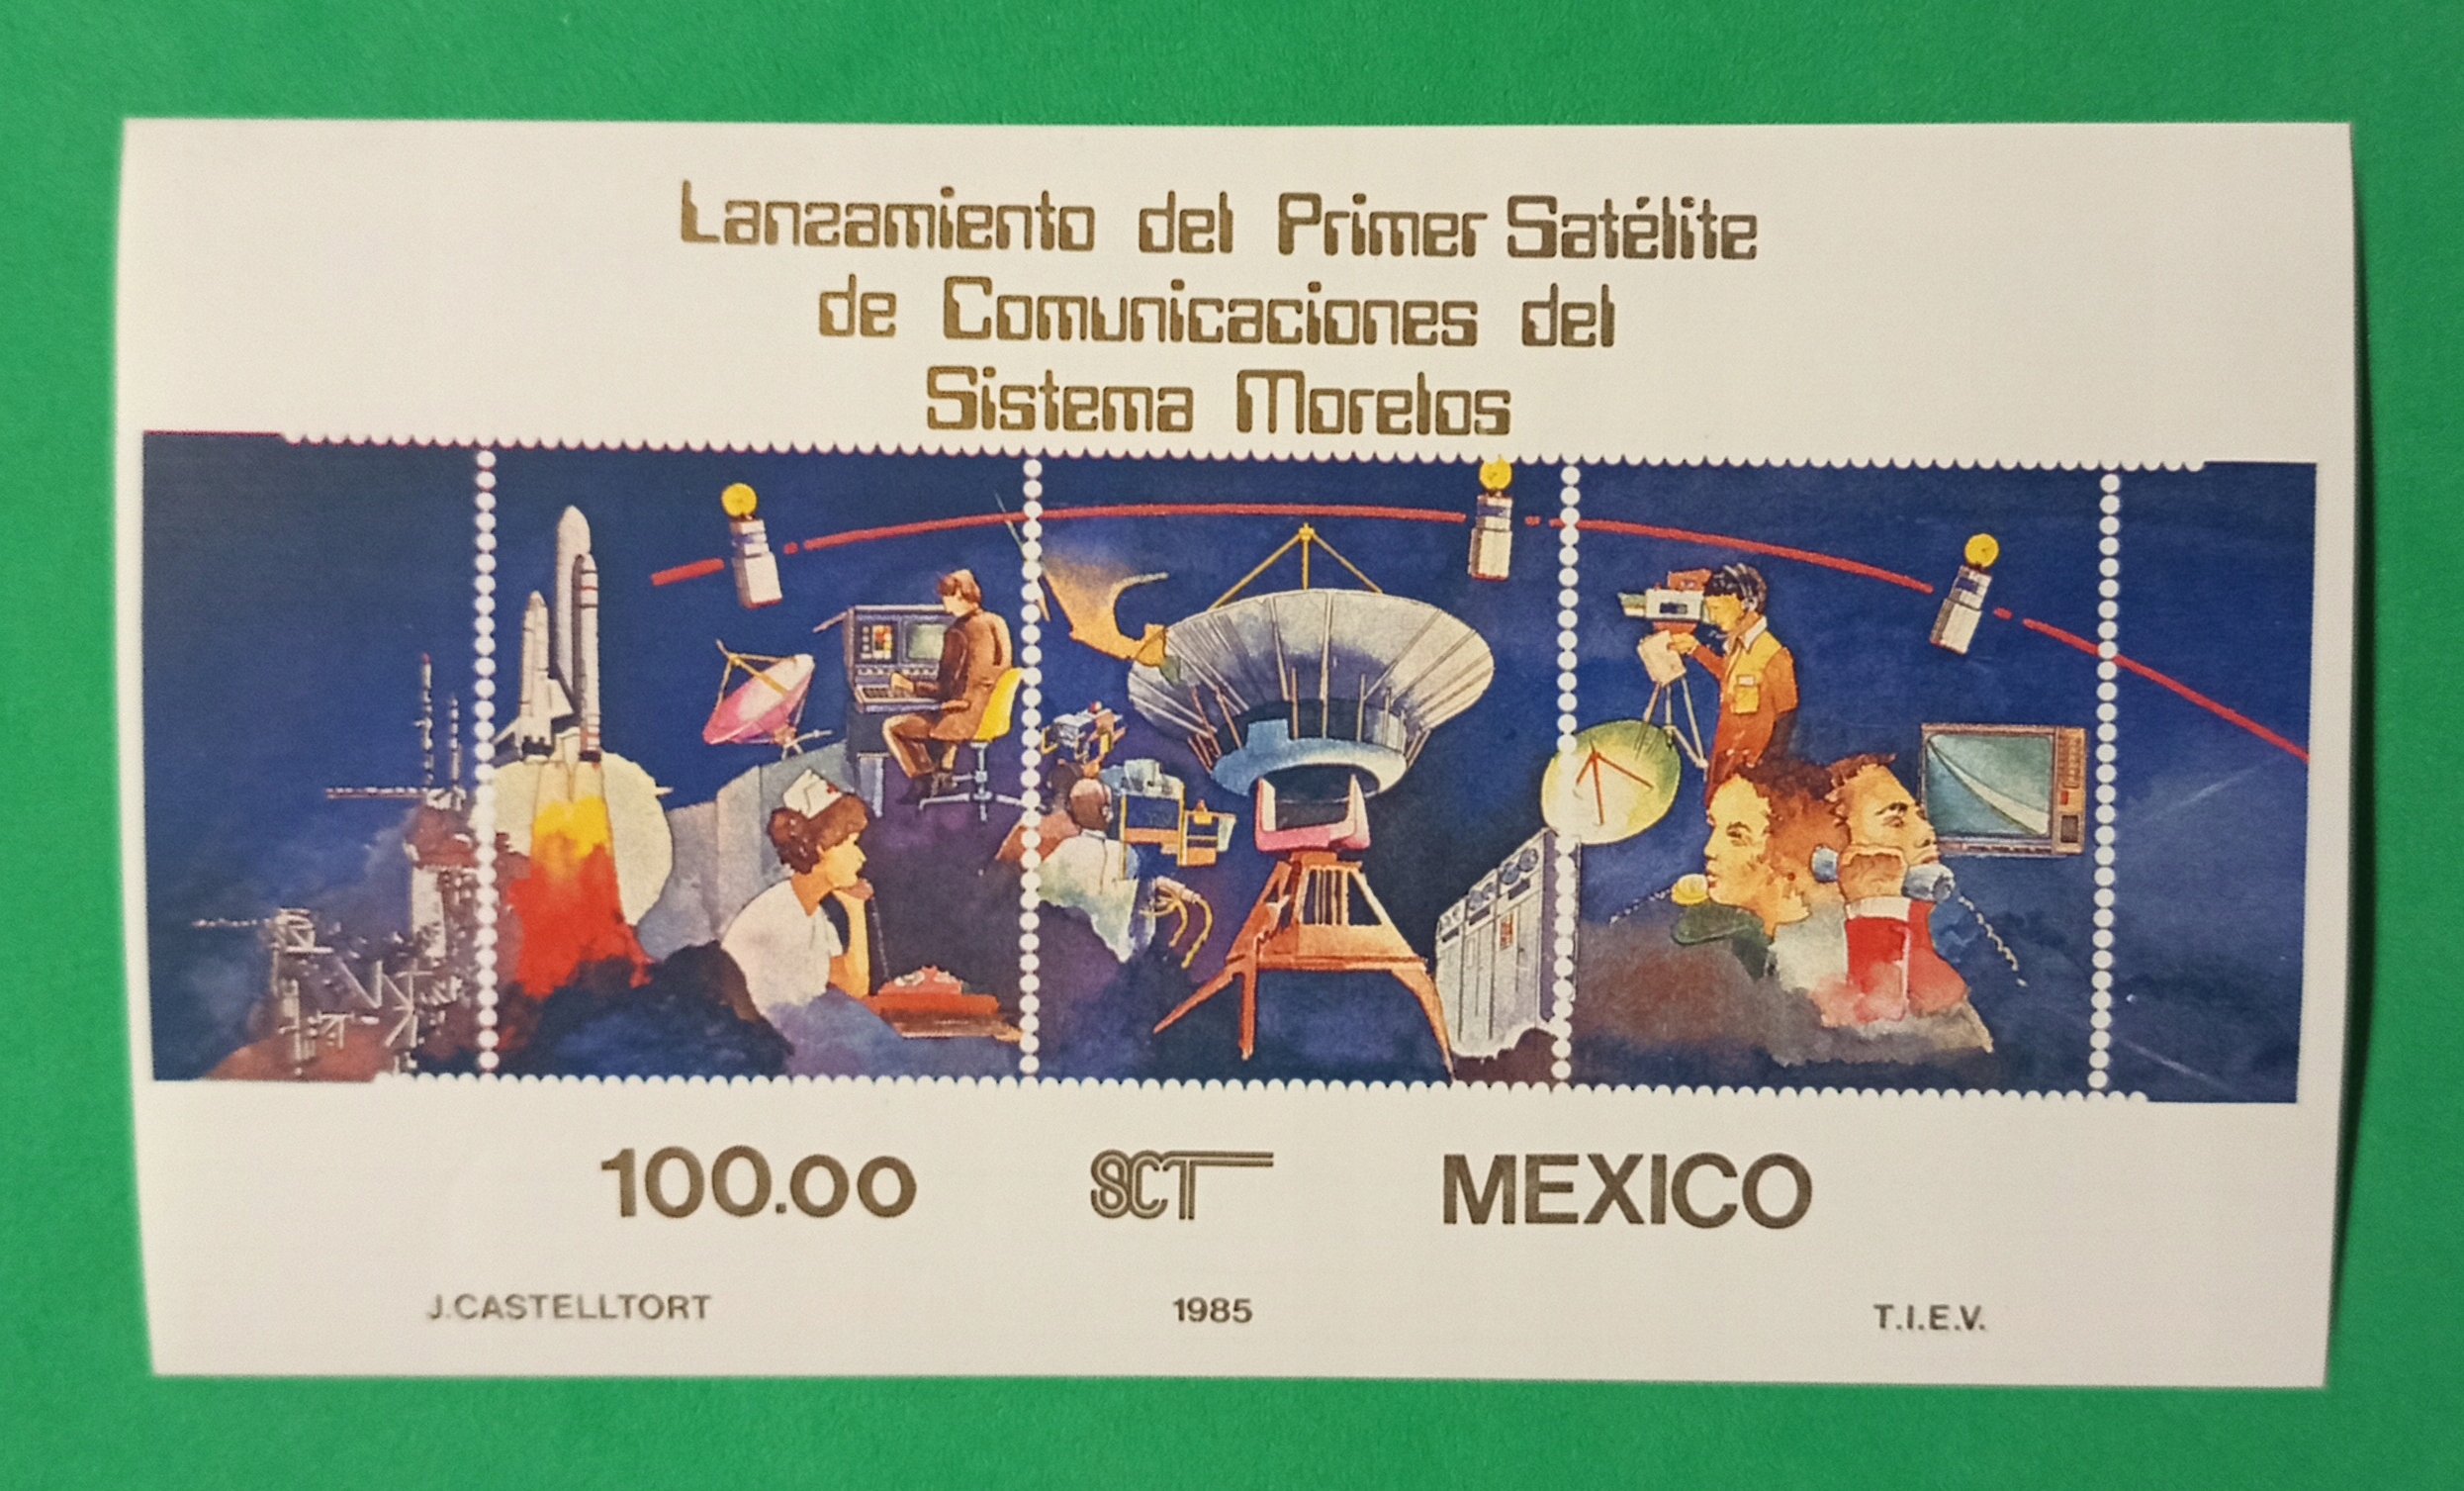 Lanzamiento del Primer Satélite
de Comunicaciones del
Sistema Morelos
100.00 SCT MEXICO
J.CASTELLTORT 1985 T.I.E.V.